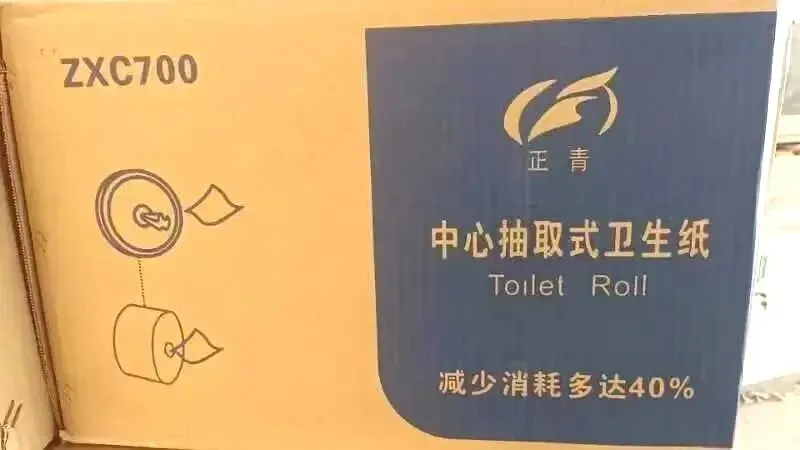 ZXC700
正青
中心抽取式卫生纸
Toilet Roll
减少消耗多达40%